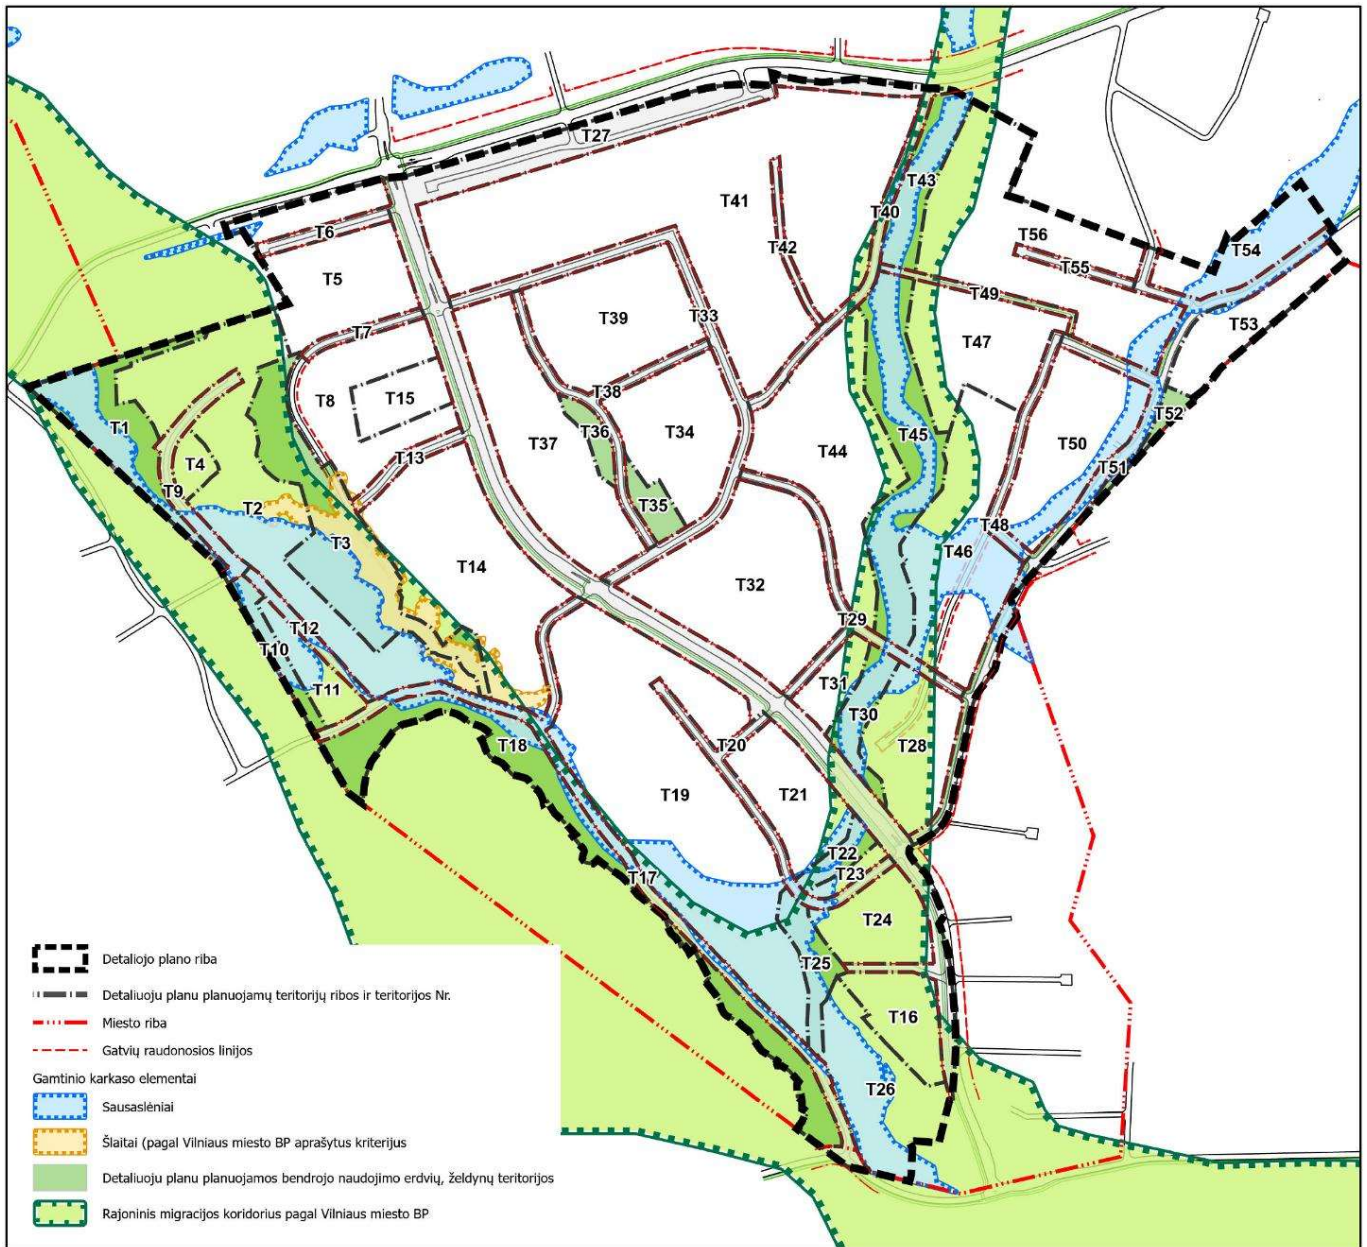 T27
T43
T41
T40
T6
T56
T54
T42
T55
T5
T49
T53
T39
T33
T7
T47
T38
T8
T15
T52
T1
T36
T34
T45
T50
T37
T44
T13
T4
T51
T9
T35
T2
T48
T3
T46
T14
T32
T29
T12
T10
T31
T11
T30
T18
T20
T28
T19
T21
T22
T23
T17
T24
T25
T16
T26
Detaliojo plano riba
Detaliuoju planu planuojamų teritorijų ribos ir teritorijos Nr.
Miesto riba
Gatvių raudonosios linijos
Gamtinio karkaso elementai
Sausaslėniai
Šlaitai (pagal Vilniaus miesto BP aprašytus kriterijus
Detaliuoju planu planuojamos bendrojo naudojimo erdvių, želdynų teritorijos
Rajoninis migracijos koridorius pagal Vilniaus miesto BP